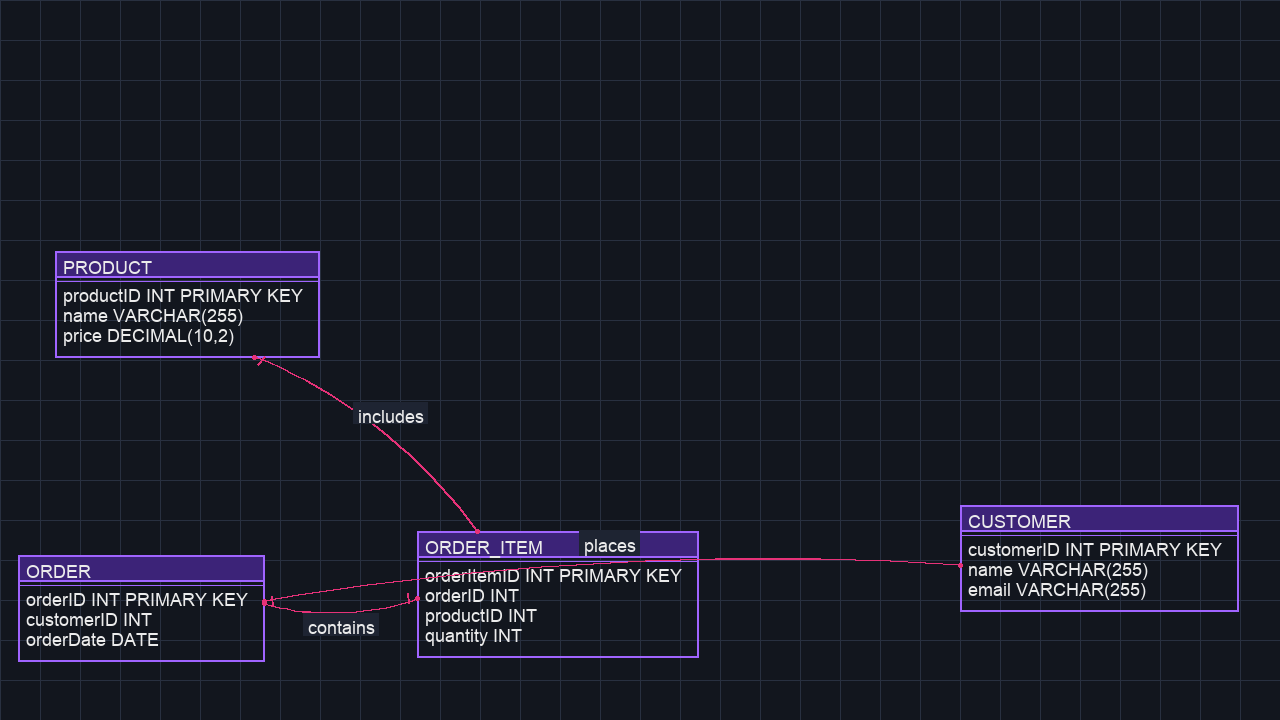 PRODUCT
productID INT PRIMARY KEY
name VARCHAR(255)
price DECIMAL(10,2)
includes
ORDER
orderID INT PRIMARY KEY
customerID INT
orderDate DATE
contains
ORDER_ITEM
orderItemID INT PRIMARY KEY
orderID INT
productID INT
quantity INT
places
CUSTOMER
customerID INT PRIMARY KEY
name VARCHAR(255)
email VARCHAR(255)